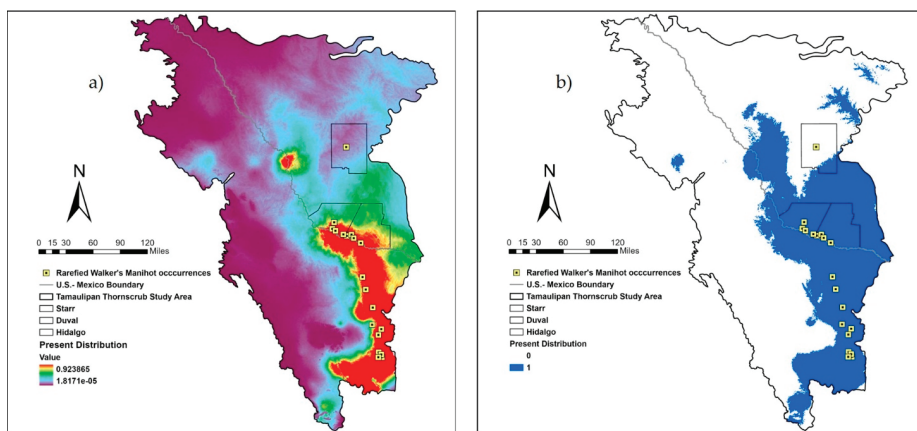 a)
N
0 15 30 60 90 120
Miles
Rarefied Walker's Manihot occcurrences
U.S.- Mexico Boundary
Tamaulipan Thornscrub Study Area
Starr
Duval
Hidalgo
Present Distribution
Value
0.923865
1.8171e-05
b)
N
0 15 30 60 90 120
Miles
Rarefied Walker's Manihot occcurrences
U.S.- Mexico Boundary
Tamaulipan Thornscrub Study Area
Starr
Duval
Hidalgo
Present Distribution
0
1